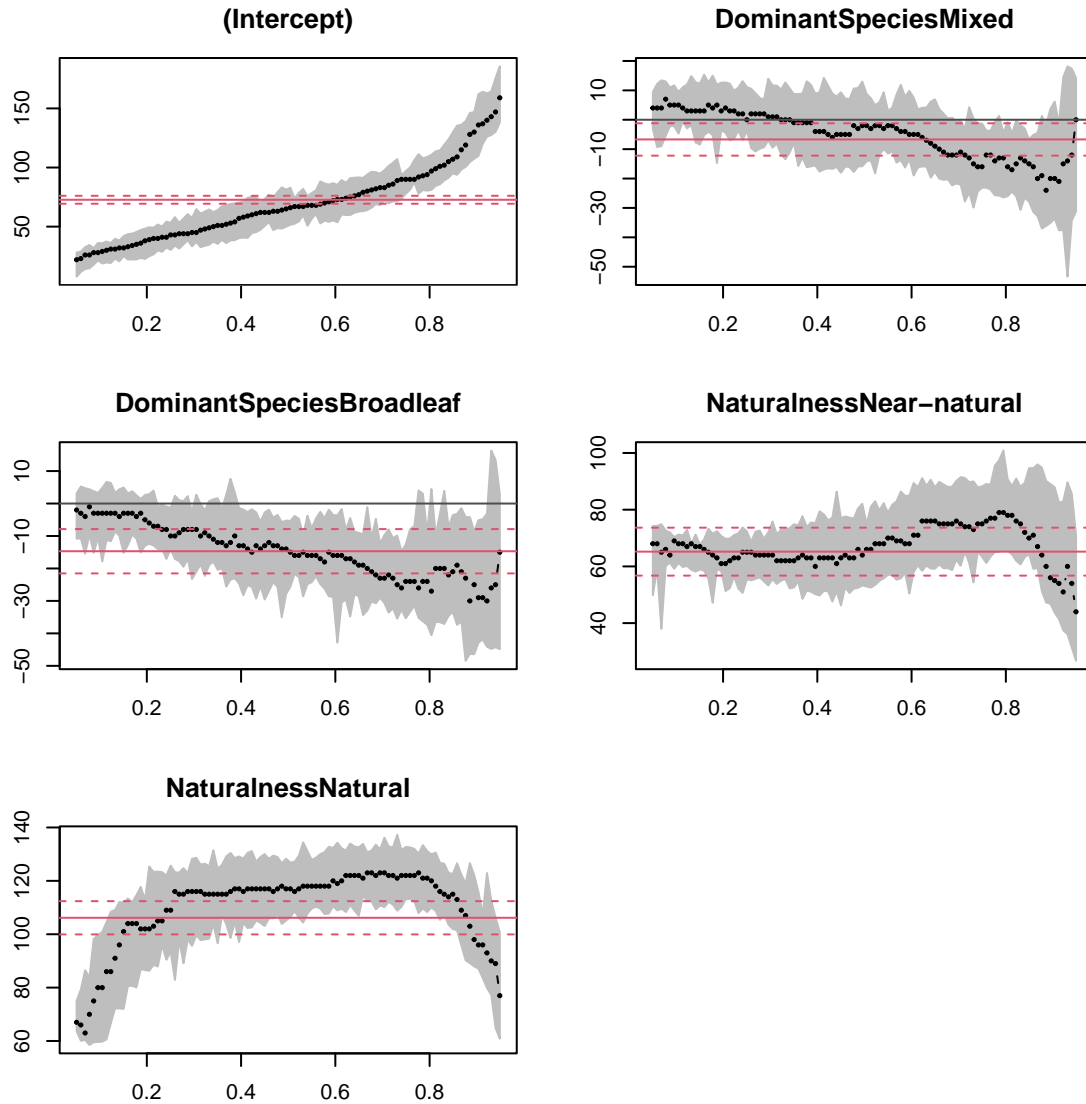 (Intercept)
50 100 150
0.2 0.4 0.6 0.8
DominantSpeciesMixed
−50 −30 −10 10
0.2 0.4 0.6 0.8
DominantSpeciesBroadleaf
−50 −30 −10 10
0.2 0.4 0.6 0.8
NaturalnessNear−natural
40 60 80 100
0.2 0.4 0.6 0.8
NaturalnessNatural
60 80 100 120 140
0.2 0.4 0.6 0.8